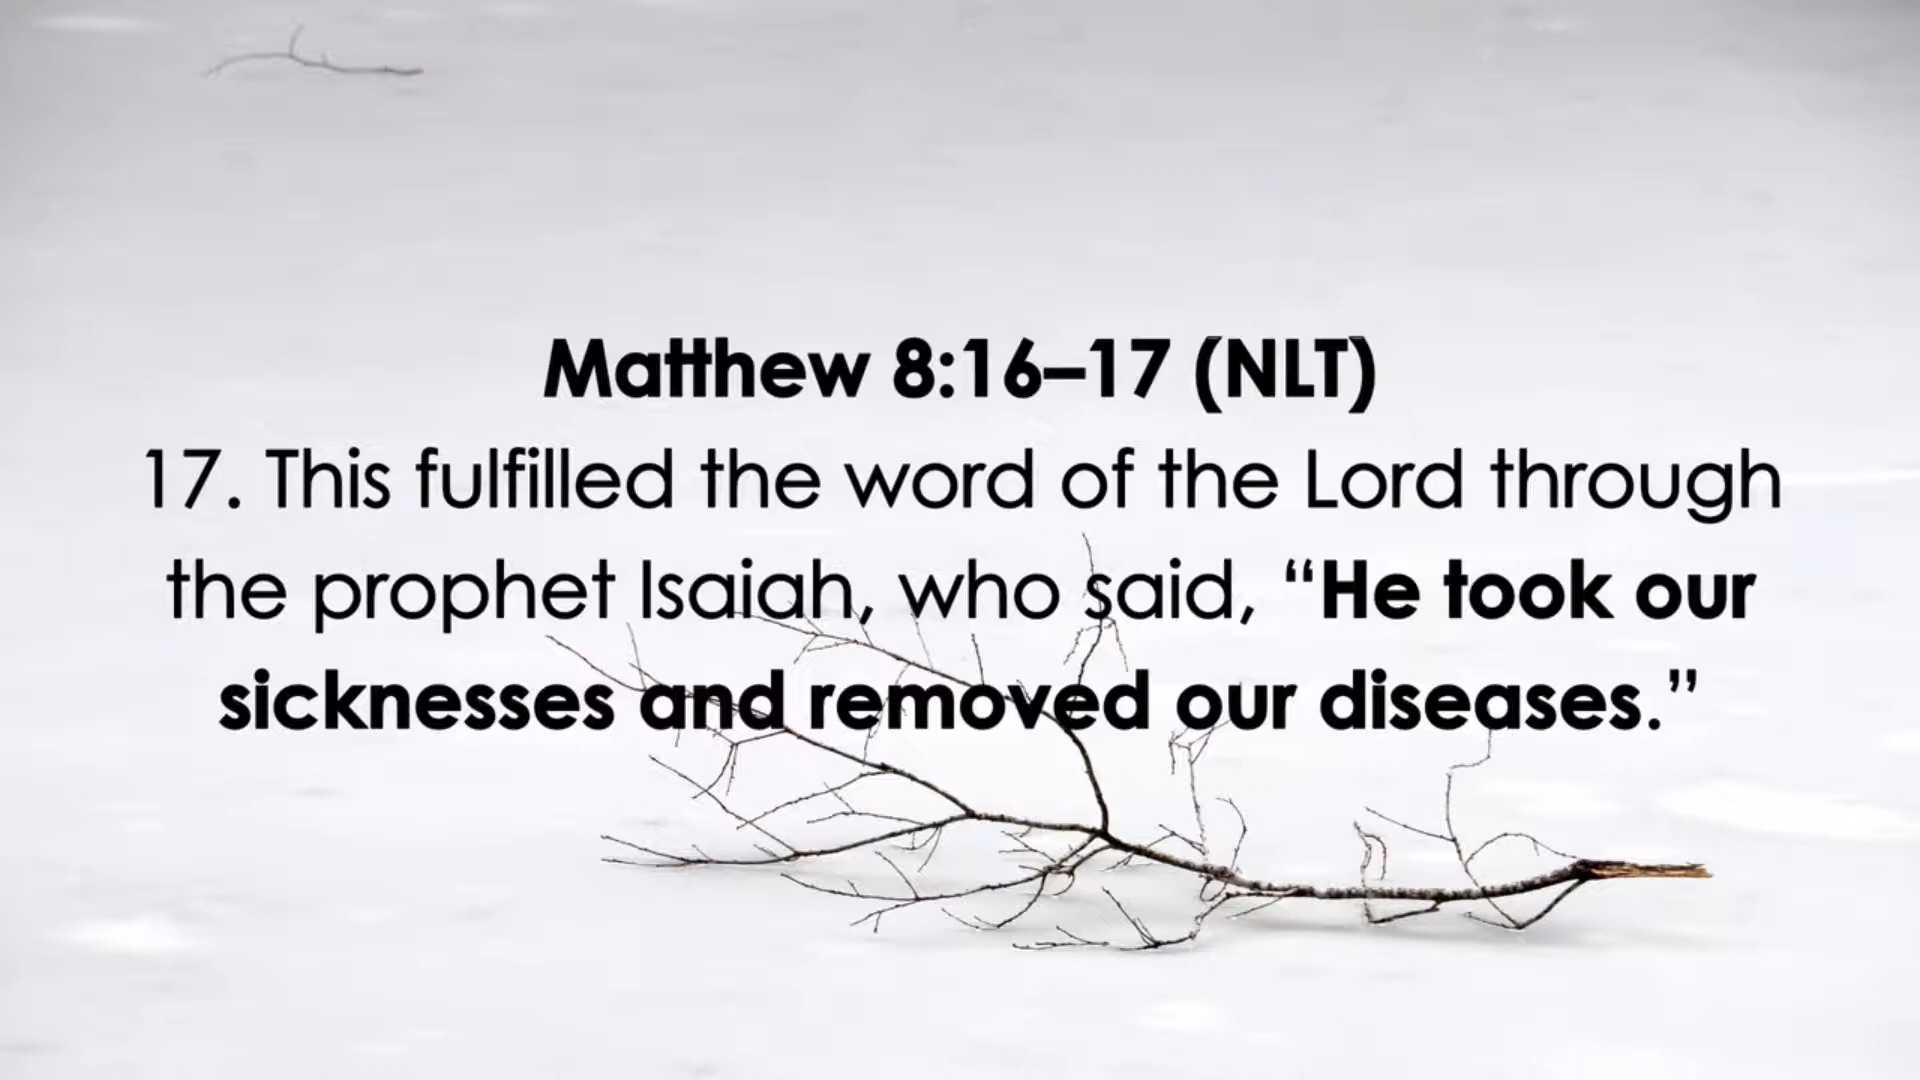 Matthew 8:16–17 (NLT)
17. This fulfilled the word of the Lord through
the prophet Isaiah, who said, “He took our
sicknesses and removed our diseases.”